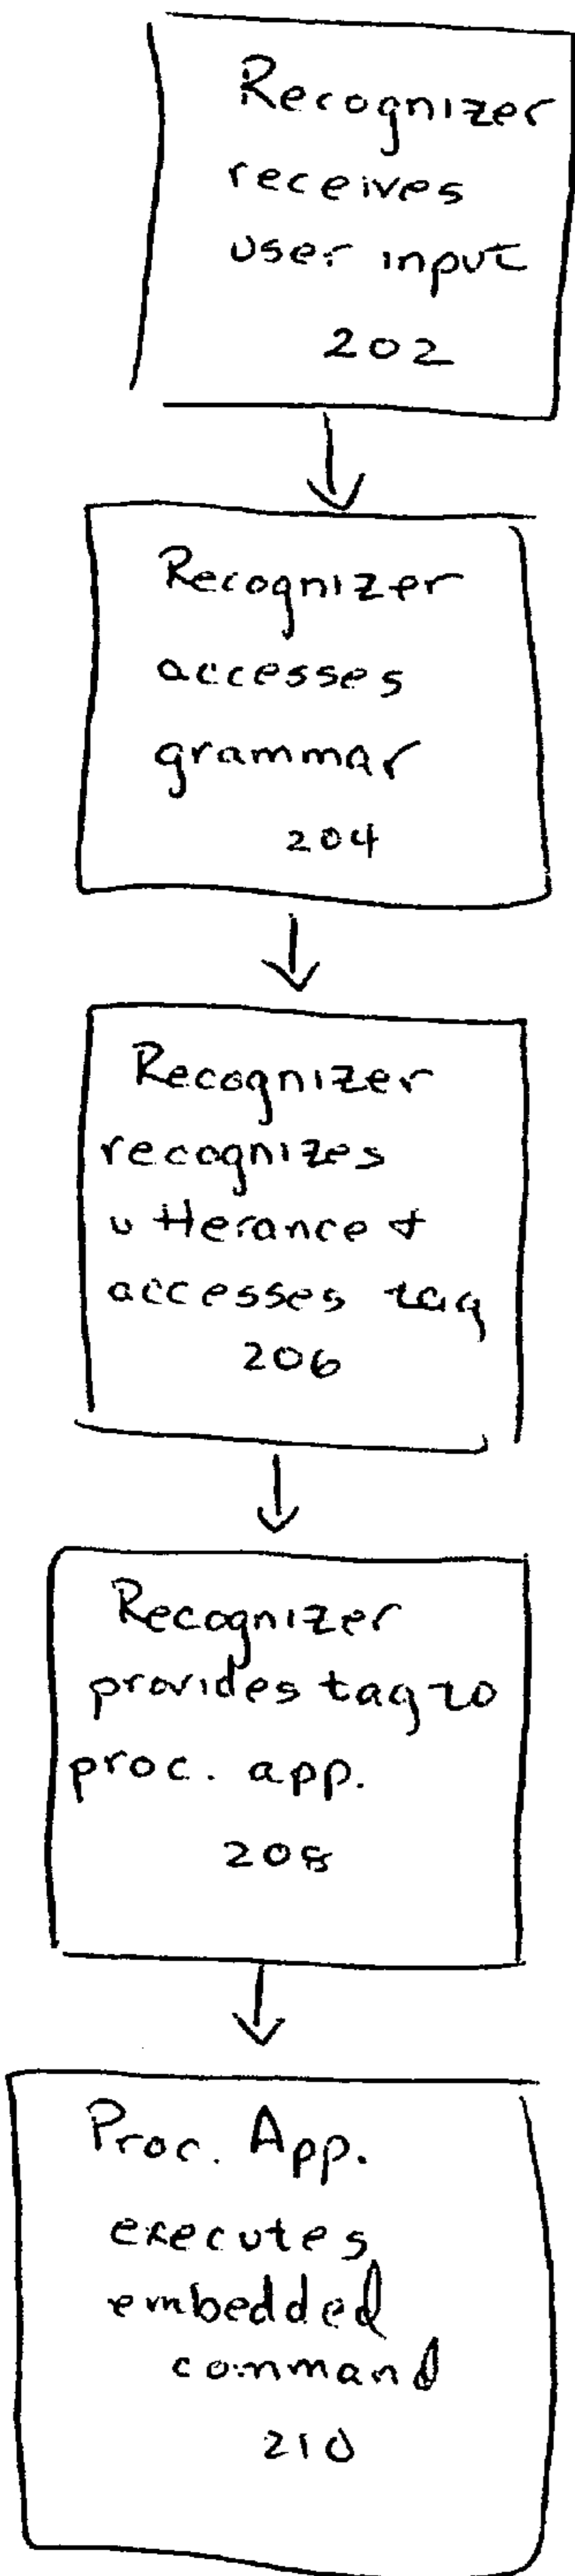 Recognizer
receives
user input
202
Recognizer
accesses
grammar
204
Recognizer
recognizes
utterance &
accesses tag
206
Recognizer
provides tag to
proc. app.
208
Proc. App.
executes
embedded
command
210